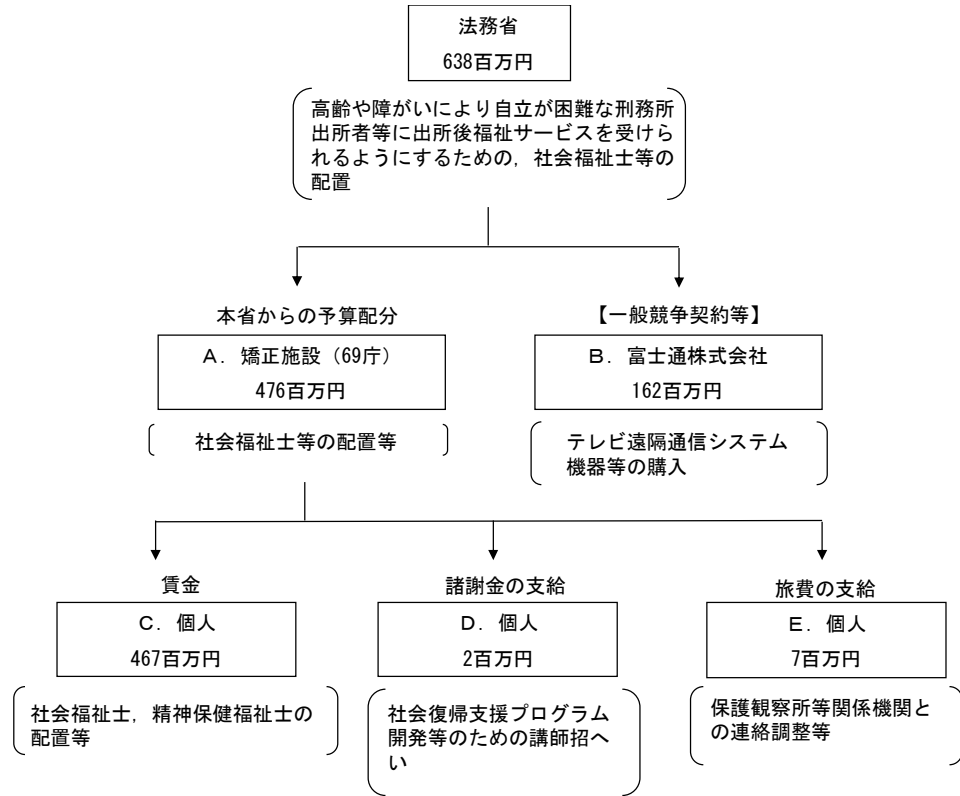 法務省
638百万円
高齢や障がいにより自立が困難な刑務所
出所者等に出所後福祉サービスを受けら
れるようにするための，社会福祉士等の
配置
本省からの予算配分
A．矯正施設（69庁）
476百万円
社会福祉士等の配置等
【一般競争契約等】
B．富士通株式会社
162百万円
テレビ遠隔通信システム
機器等の購入
賃金
C．個人
467百万円
社会福祉士，精神保健福祉士の
配置等
諸謝金の支給
D．個人
2百万円
社会復帰支援プログラム
開発等のための講師招へ
い
旅費の支給
E．個人
7百万円
保護観察所等関係機関と
の連絡調整等